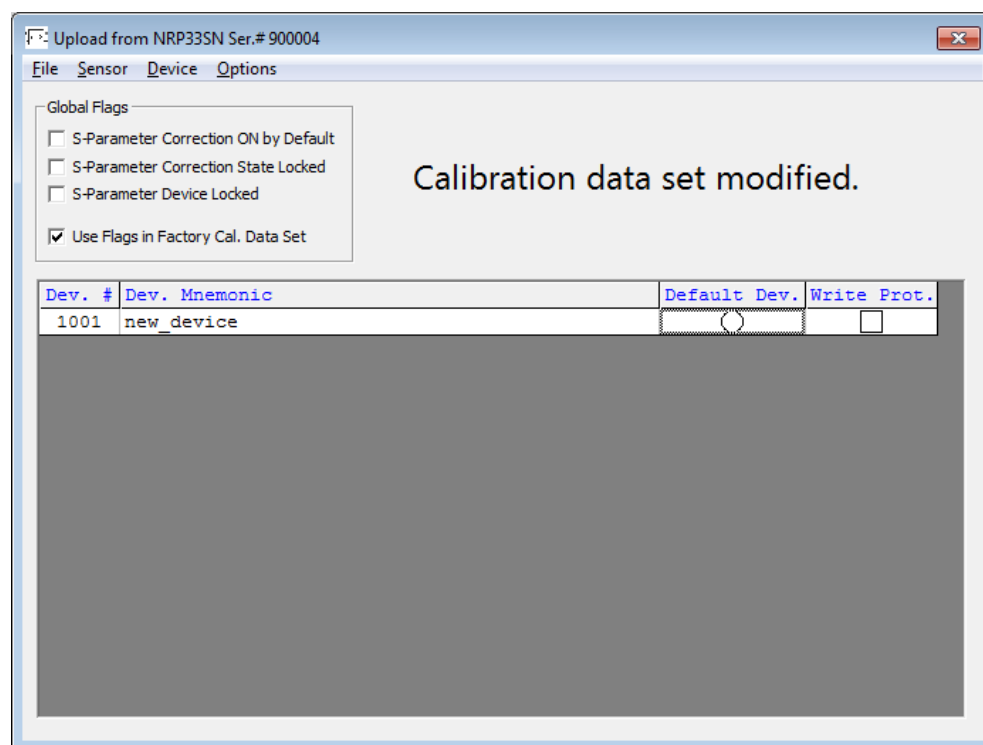 Upload from NRP33SN Ser.# 900004
File Sensor Device Options
Global Flags
S-Parameter Correction ON by Default
S-Parameter Correction State Locked
S-Parameter Device Locked
Use Flags in Factory Cal. Data Set
Calibration data set modified.
Dev. # Dev. Mnemonic Default Dev. Write Prot.
1001 new_device